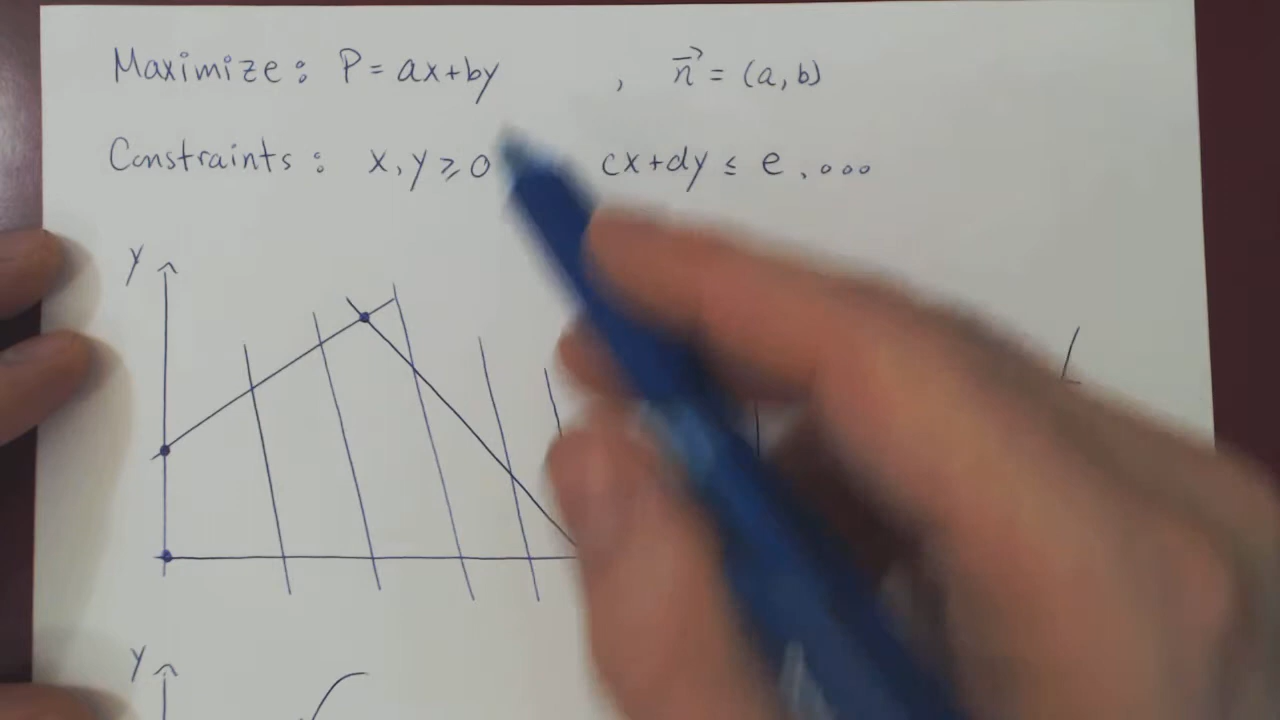 Maximize: P = ax+by , n⃗ = (a, b)
Constraints: x, y ≥ 0 cx+dy ≤ e, ...
y
y